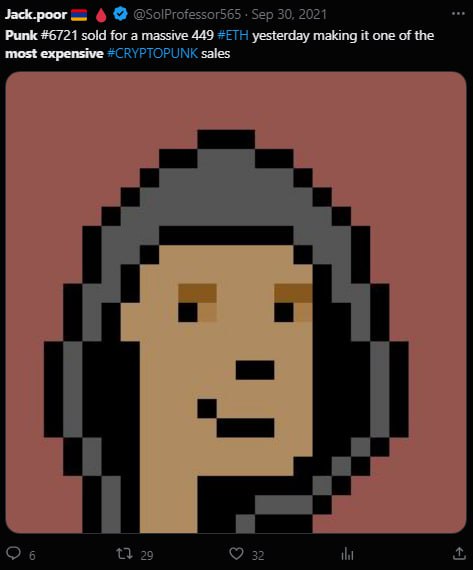 Jack.poor @SolProfessor565 · Sep 30, 2021
Punk #6721 sold for a massive 449 #ETH yesterday making it one of the
most expensive #CRYPTOPUNK sales
6 29 32